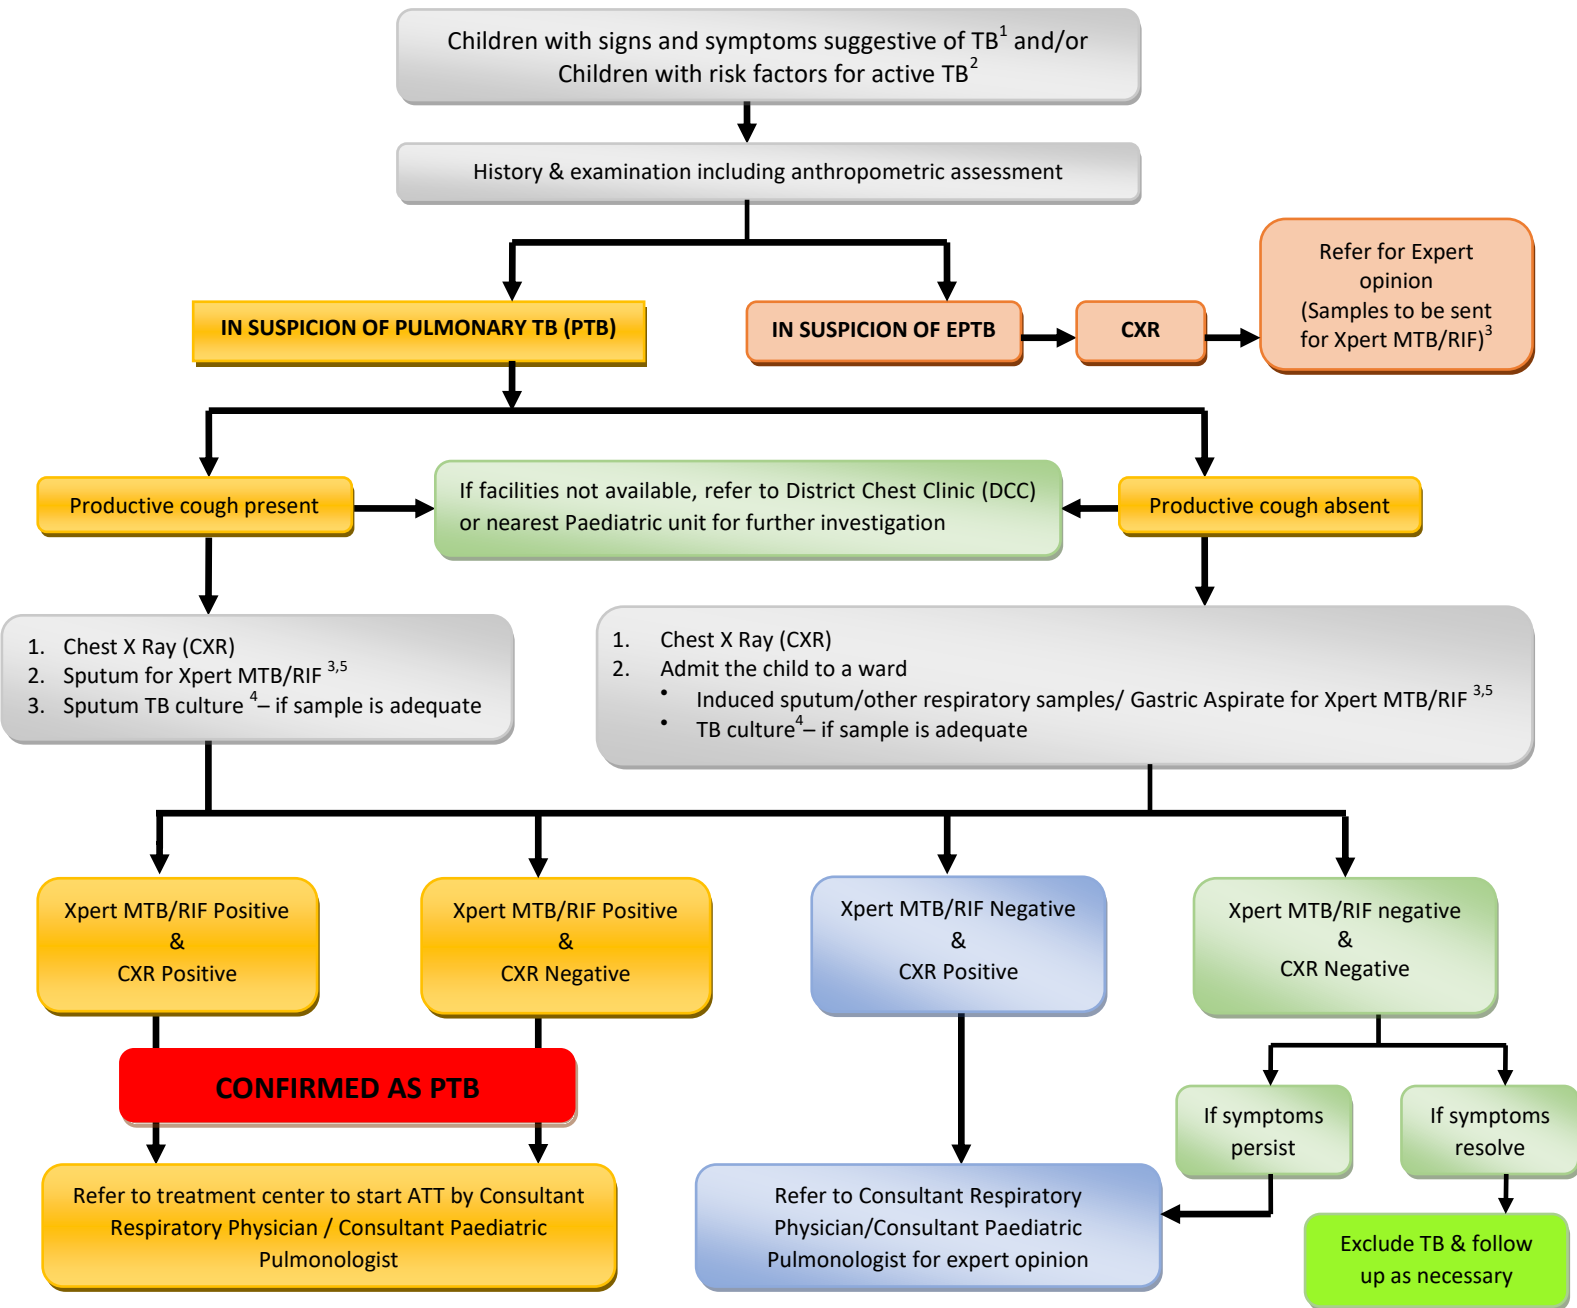 Children with signs and symptoms suggestive of TB1 and/or
Children with risk factors for active TB2
History & examination including anthropometric assessment
Refer for Expert
opinion
(Samples to be sent
for Xpert MTB/RIF)3
IN SUSPICION OF PULMONARY TB (PTB)
IN SUSPICION OF EPTB
CXR
Productive cough present
If facilities not available, refer to District Chest Clinic (DCC)
or nearest Paediatric unit for further investigation
Productive cough absent
1. Chest X Ray (CXR)
2. Sputum for Xpert MTB/RIF 3,5
3. Sputum TB culture 4– if sample is adequate
1. Chest X Ray (CXR)
2. Admit the child to a ward
• Induced sputum/other respiratory samples/ Gastric Aspirate for Xpert MTB/RIF 3,5
• TB culture4– if sample is adequate
Xpert MTB/RIF Positive
&
CXR Positive
Xpert MTB/RIF Positive
&
CXR Negative
Xpert MTB/RIF Negative
&
CXR Positive
Xpert MTB/RIF negative
&
CXR Negative
CONFIRMED AS PTB
If symptoms
persist
If symptoms
resolve
Refer to treatment center to start ATT by Consultant
Respiratory Physician / Consultant Paediatric
Pulmonologist
Refer to Consultant Respiratory
Physician/Consultant Paediatric
Pulmonologist for expert opinion
Exclude TB & follow
up as necessary